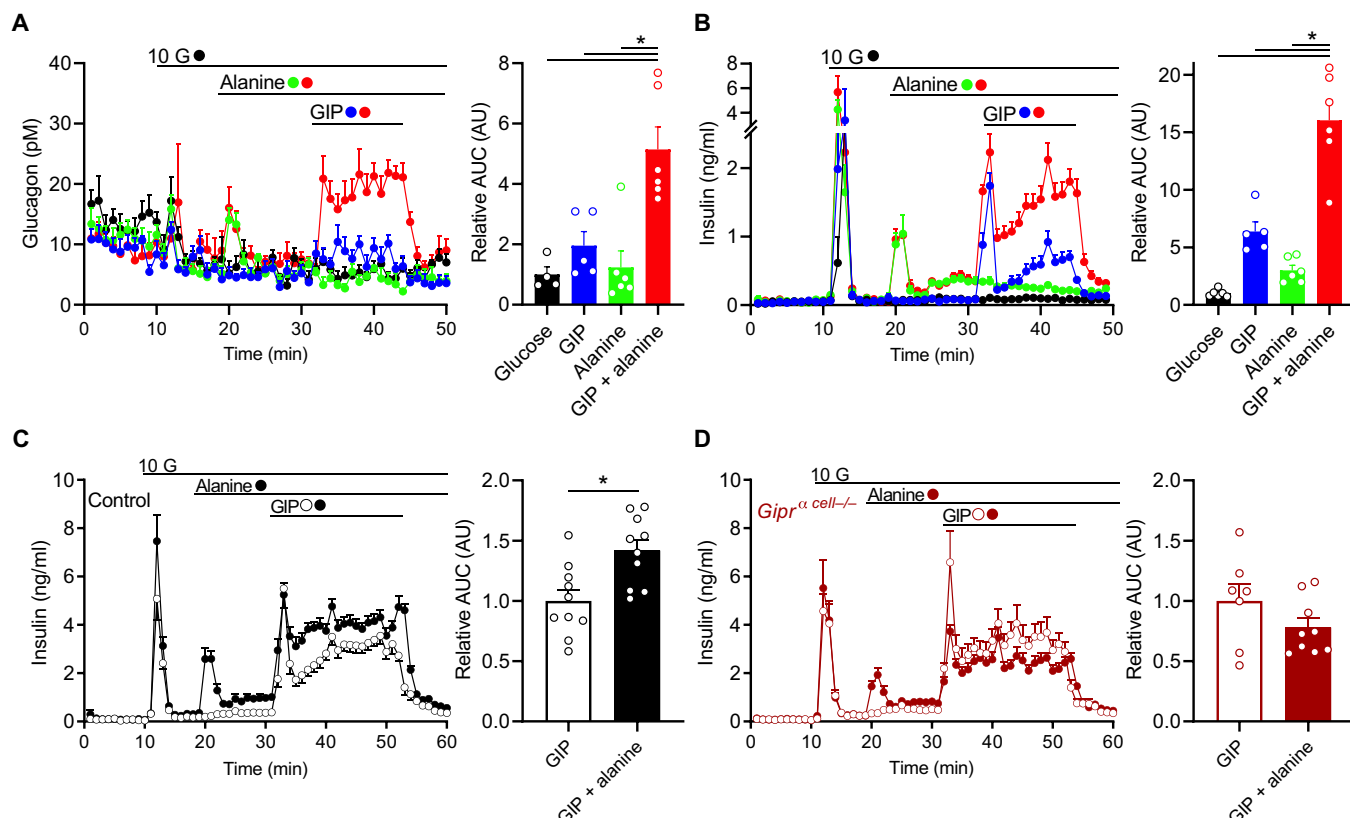 A
10 G
Alanine
GIP
Glucagon (pM)
40
30
20
10
0
0 10 20 30 40 50
Time (min)
*
Relative AUC (AU)
8
6
4
2
0
Glucose
GIP
Alanine
GIP + alanine
B
10 G
Alanine
GIP
Insulin (ng/ml)
8
6
4
2
1
0
0 10 20 30 40 50
Time (min)
*
Relative AUC (AU)
20
15
10
5
0
Glucose
GIP
Alanine
GIP + alanine
C
10 G
Control
Alanine
GIP
Insulin (ng/ml)
10
8
6
4
2
0
0 10 20 30 40 50 60
Time (min)
*
Relative AUC (AU)
2.0
1.5
1.0
0.5
0.0
GIP
GIP + alanine
D
10 G
Gipr α cell−/−
Alanine
GIP
Insulin (ng/ml)
10
8
6
4
2
0
0 10 20 30 40 50 60
Time (min)
Relative AUC (AU)
2.0
1.5
1.0
0.5
0.0
GIP
GIP + alanine